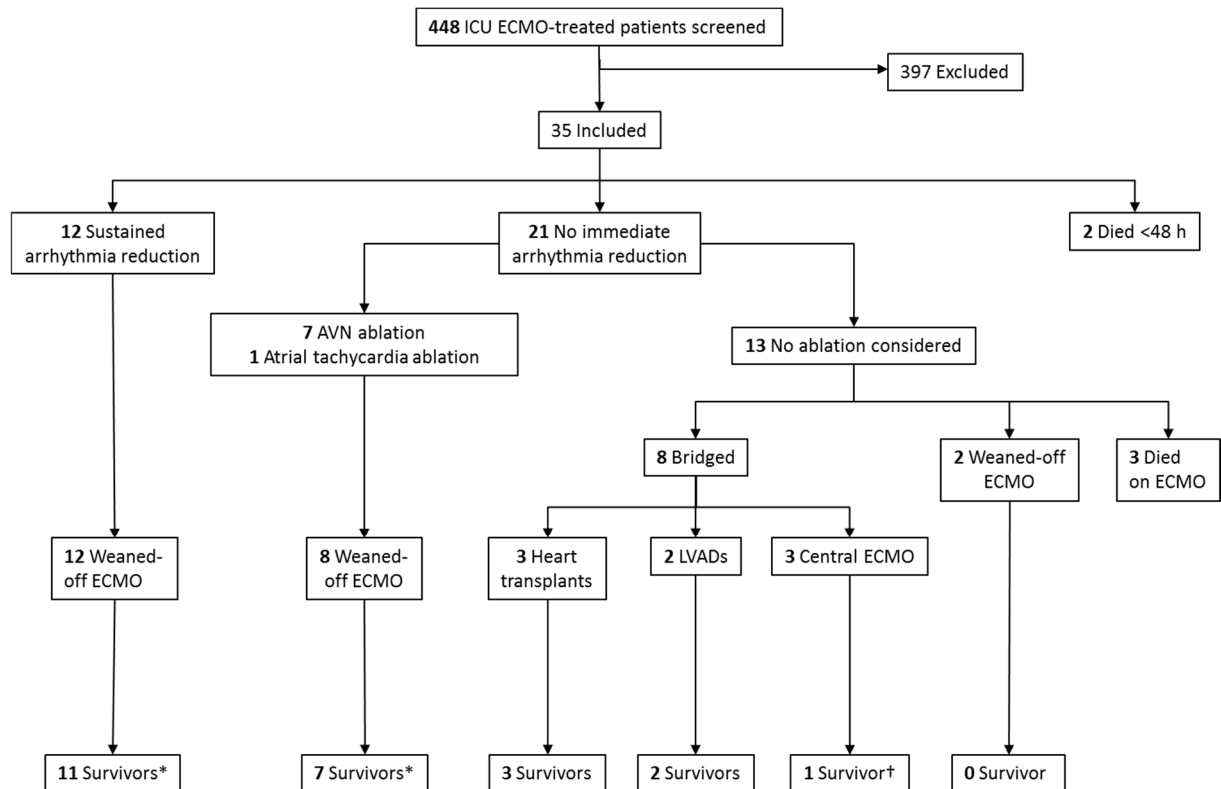 448 ICU ECMO-treated patients screened
397 Excluded
35 Included
12 Sustained
arrhythmia reduction
21 No immediate
arrhythmia reduction
2 Died <48 h
7 AVN ablation
1 Atrial tachycardia ablation
13 No ablation considered
8 Bridged
2 Weaned-off
ECMO
3 Died
on ECMO
12 Weaned-
off ECMO
8 Weaned-
off ECMO
3 Heart
transplants
2 LVADs
3 Central ECMO
11 Survivors*
7 Survivors*
3 Survivors
2 Survivors
1 Survivor†
0 Survivor